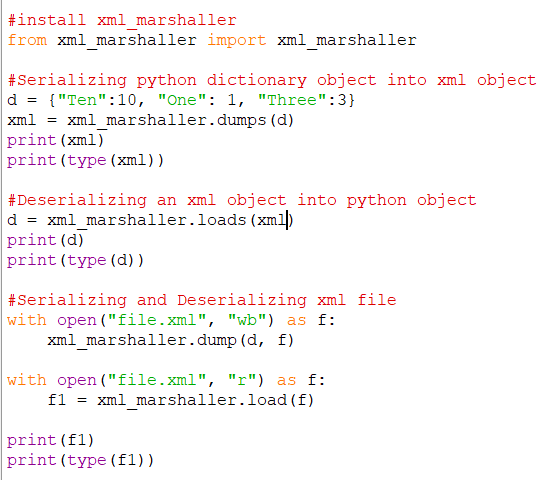 #install xml_marshaller
from xml_marshaller import xml_marshaller
#Serializing python dictionary object into xml object
d = {"Ten":10, "One": 1, "Three":3}
xml = xml_marshaller.dumps(d)
print(xml)
print(type(xml))
#Deserializing an xml object into python object
d = xml_marshaller.loads(xml)
print(d)
print(type(d))
#Serializing and Deserializing xml file
with open("file.xml", "wb") as f:
    xml_marshaller.dump(d, f)
with open("file.xml", "r") as f:
    f1 = xml_marshaller.load(f)
print(f1)
print(type(f1))